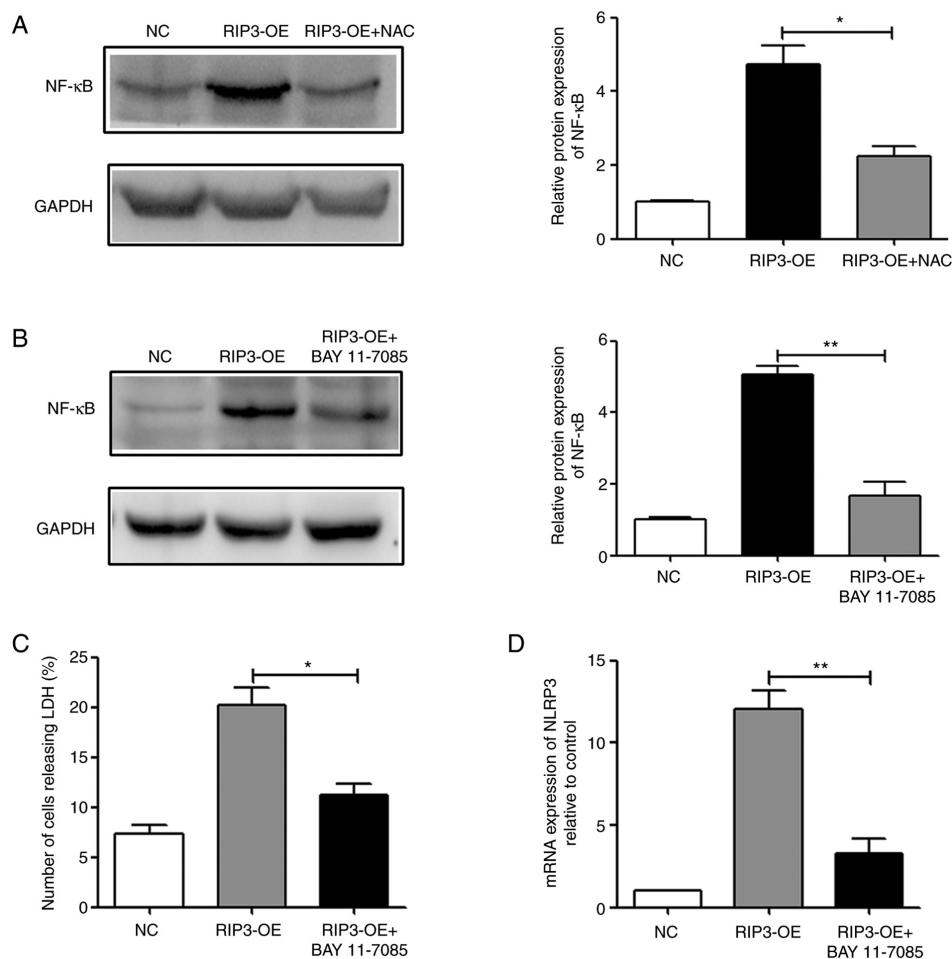 A
NC RIP3-OE RIP3-OE+NAC
NF-κB
GAPDH
Relative protein expression
of NF-κB
6
4
2
0
*
NC RIP3-OE RIP3-OE+NAC
B
NC RIP3-OE RIP3-OE+
BAY 11-7085
NF-κB
GAPDH
Relative protein expression
of NF-κB
6
4
2
0
**
NC RIP3-OE RIP3-OE+
BAY 11-7085
C
Number of cells releasing LDH (%)
25
20
15
10
5
0
*
NC RIP3-OE RIP3-OE+
BAY 11-7085
D
mRNA expression of NLRP3
relative to control
15
10
5
0
**
NC RIP3-OE RIP3-OE+
BAY 11-7085